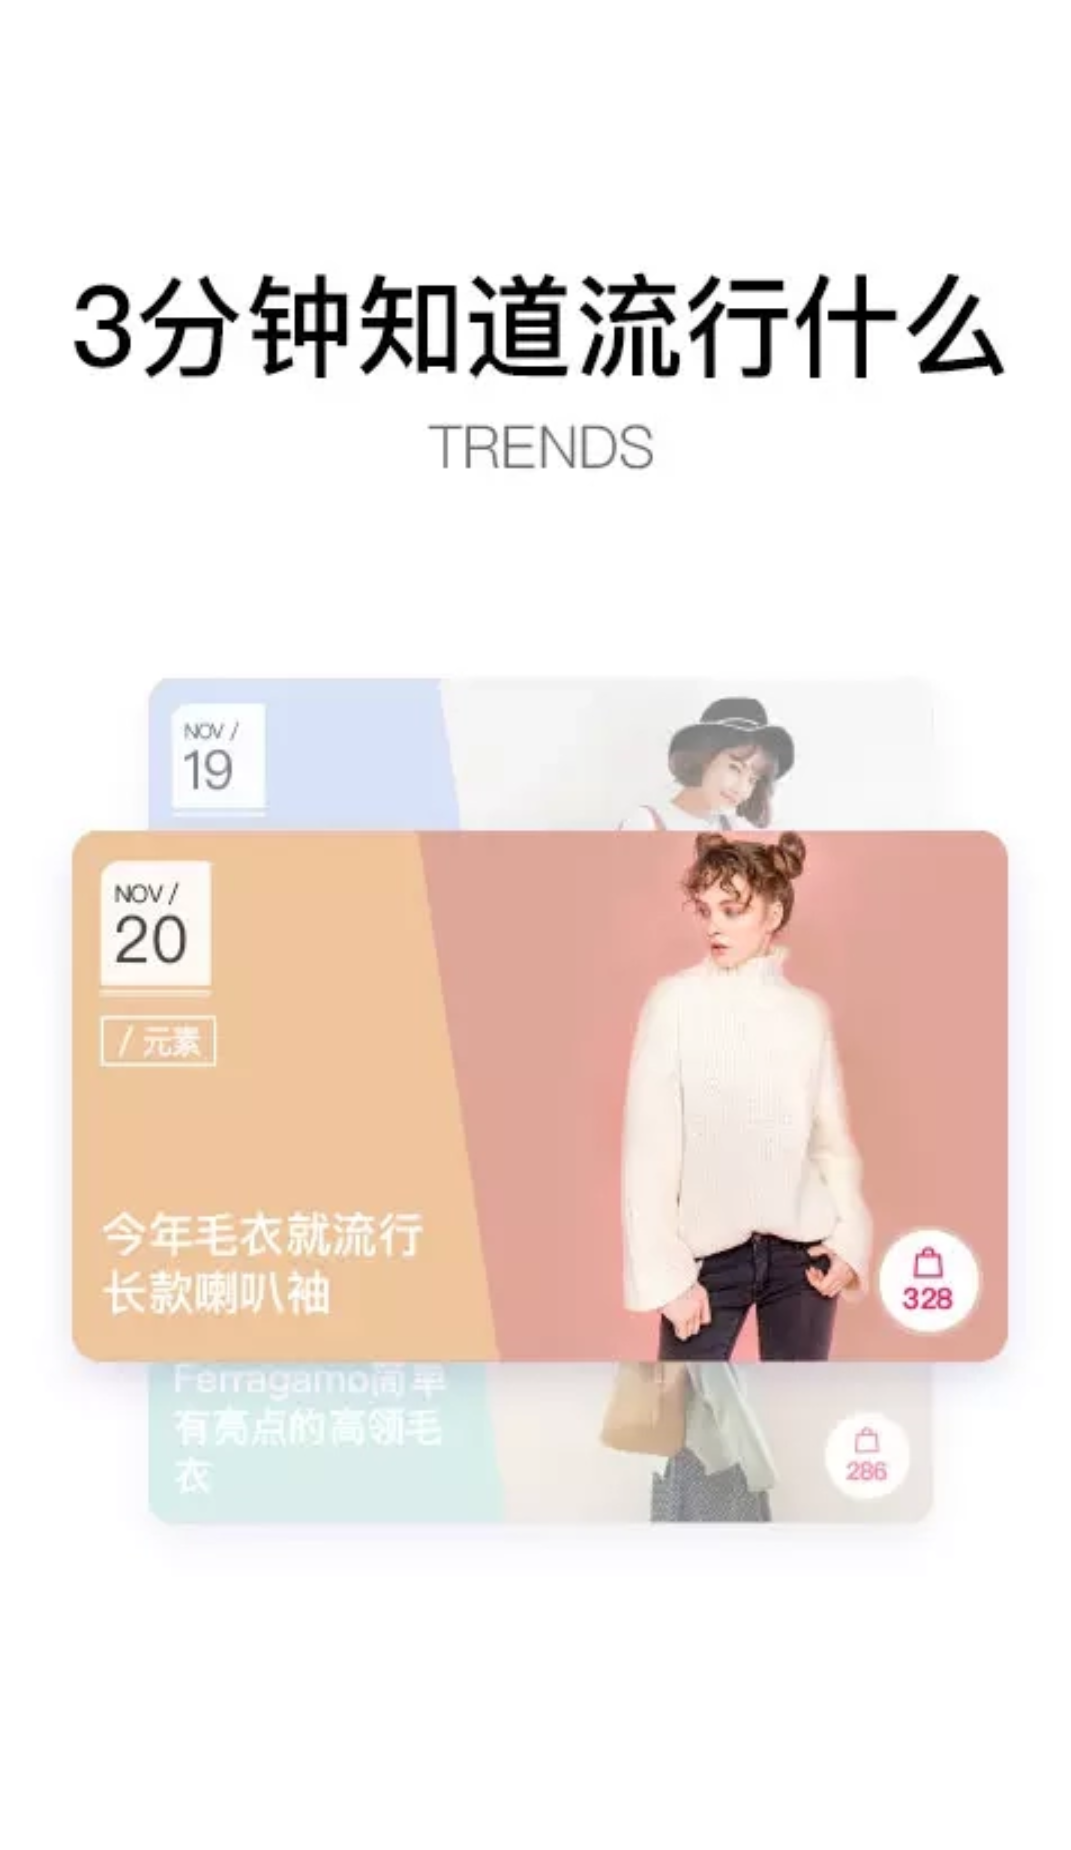 3分钟知道流行什么
TRENDS
NOV /
19
NOV /
20
/ 元素
今年毛衣就流行
长款喇叭袖
328
Ferragamo简单
有亮点的高领毛
衣
286